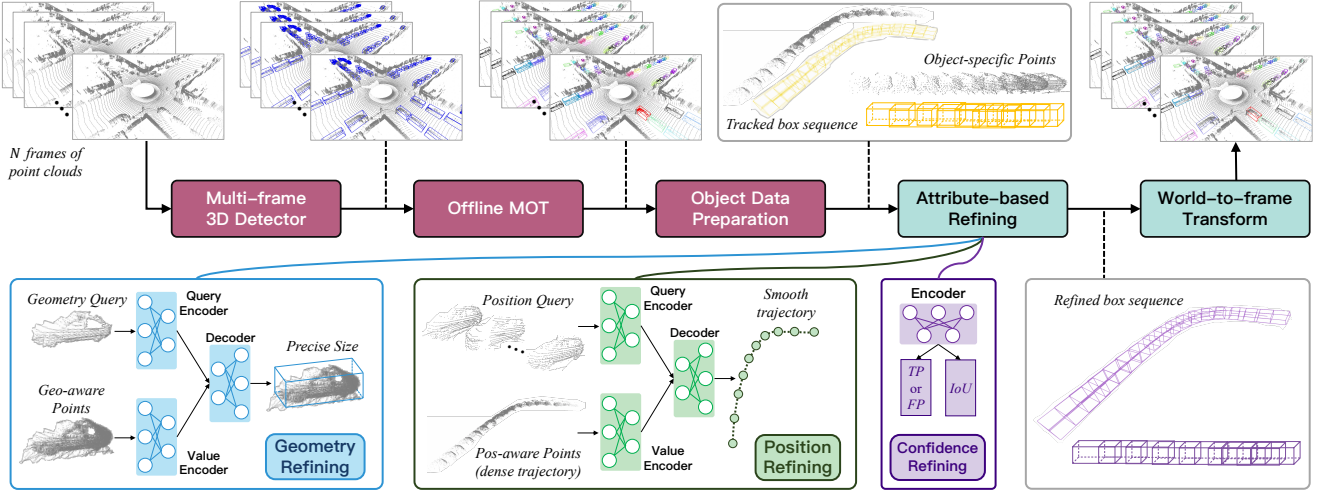 Object-specific Points
Tracked box sequence
N frames of
point clouds
Multi-frame
3D Detector
Offline MOT
Object Data
Preparation
Attribute-based
Refining
World-to-frame
Transform
Geometry Query
Query
Encoder
Decoder
Precise Size
Geo-aware
Points
Value
Encoder
Geometry
Refining
Position Query
Query
Encoder
Decoder
Smooth
trajectory
Pos-aware Points
(dense trajectory)
Value
Encoder
Position
Refining
Encoder
TP
or
FP
IoU
Confidence
Refining
Refined box sequence